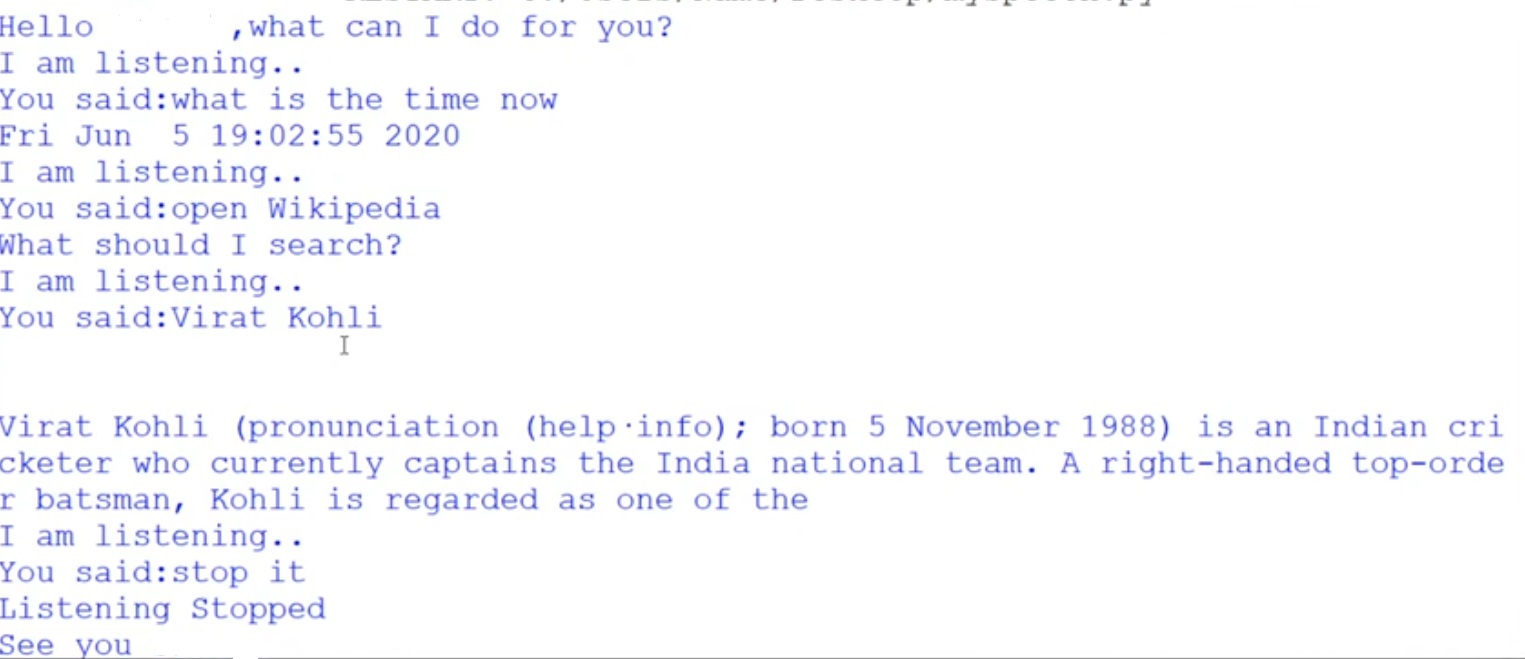 Hello ,what can I do for you?
I am listening..
You said:what is the time now
Fri Jun  5 19:02:55 2020
I am listening..
You said:open Wikipedia
What should I search?
I am listening..
You said:Virat Kohli
Virat Kohli (pronunciation (help·info); born 5 November 1988) is an Indian cri
cketer who currently captains the India national team. A right-handed top-orde
r batsman, Kohli is regarded as one of the
I am listening..
You said:stop it
Listening Stopped
See you